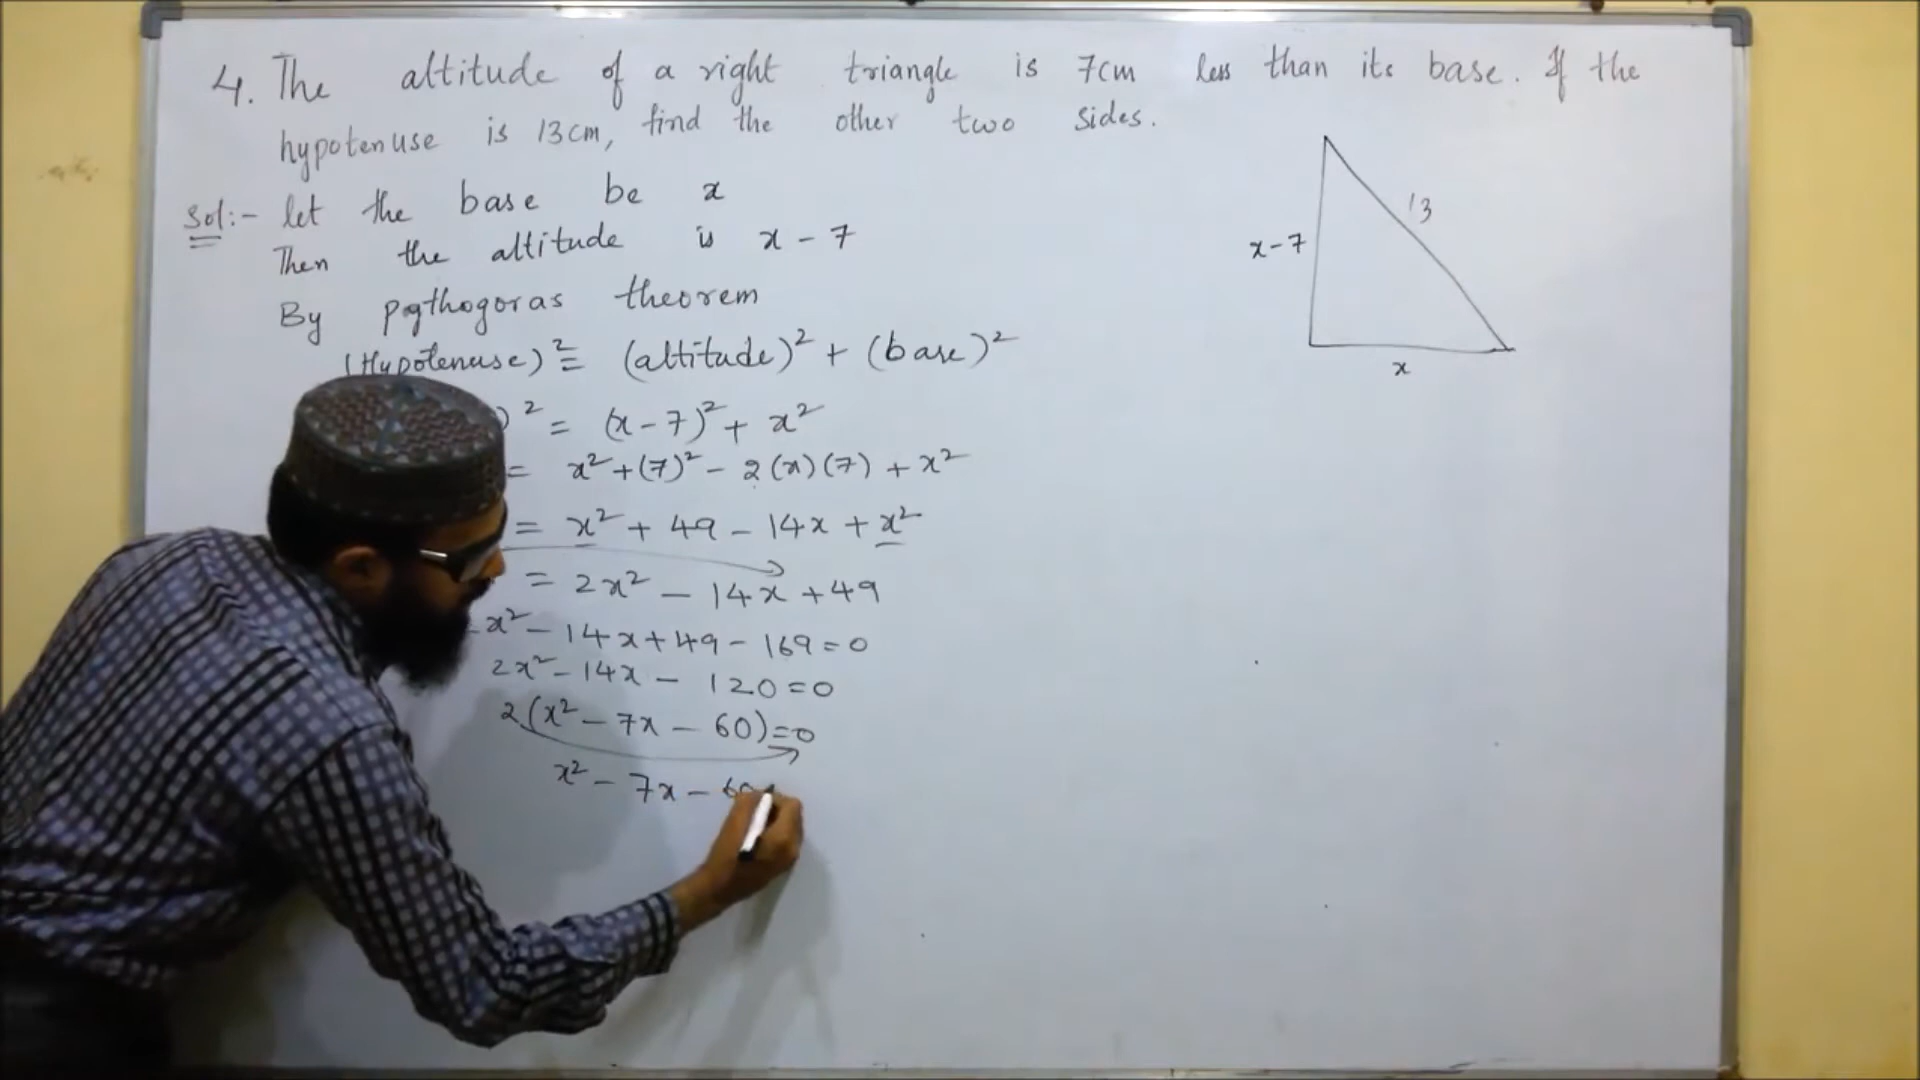 4. The altitude of a right triangle is 7cm less than its base. If the
hypotenuse is 13cm, find the other two sides.
Sol:- let the base be x
Then the altitude is x - 7
By pythogoras theorem
(Hypotenuse)² = (altitude)² + (base)²
)² = (x - 7)² + x²
= x² + (7)² - 2(x)(7) + x²
= x² + 49 - 14x + x²
= 2x² - 14x + 49
x² - 14x + 49 - 169 = 0
2x² - 14x - 120 = 0
2(x² - 7x - 60) = 0
x² - 7x - 60
13
x - 7
x